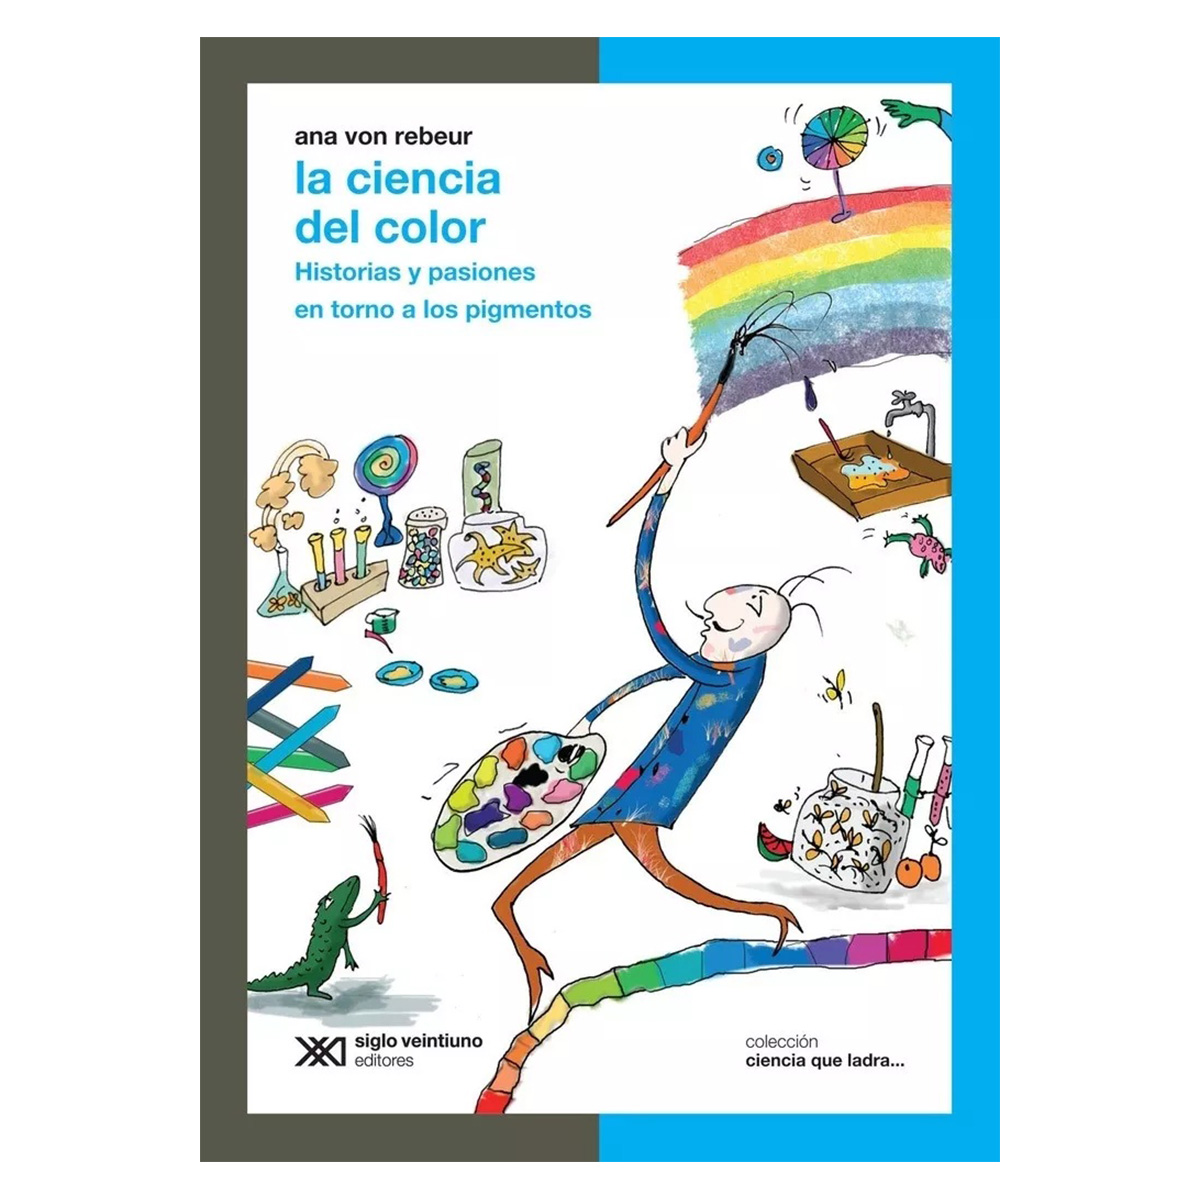 ana von rebeur
la ciencia
del color
Historias y pasiones
en torno a los pigmentos
siglo veintiuno
editores
colección
ciencia que ladra...